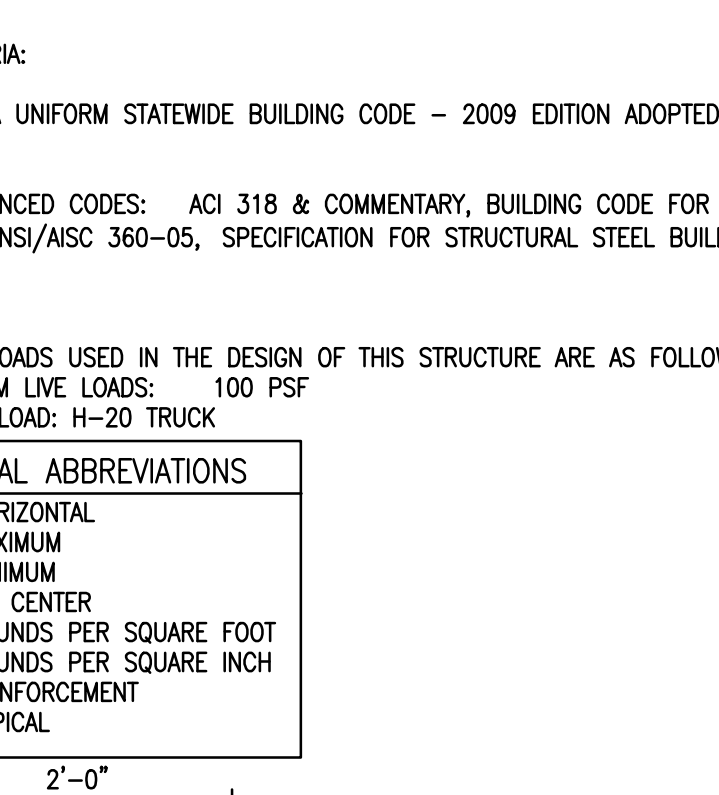 RIA:
UNIFORM STATEWIDE BUILDING CODE – 2009 EDITION ADOPTED
NCED CODES: ACI 318 & COMMENTARY, BUILDING CODE FOR
NSI/AISC 360–05, SPECIFICATION FOR STRUCTURAL STEEL BUIL
OADS USED IN THE DESIGN OF THIS STRUCTURE ARE AS FOLLOW
M LIVE LOADS: 100 PSF
LOAD: H–20 TRUCK
AL ABBREVIATIONS
RIZONTAL
XIMUM
NIMUM
CENTER
UNDS PER SQUARE FOOT
UNDS PER SQUARE INCH
NFORCEMENT
PICAL
2'–0"